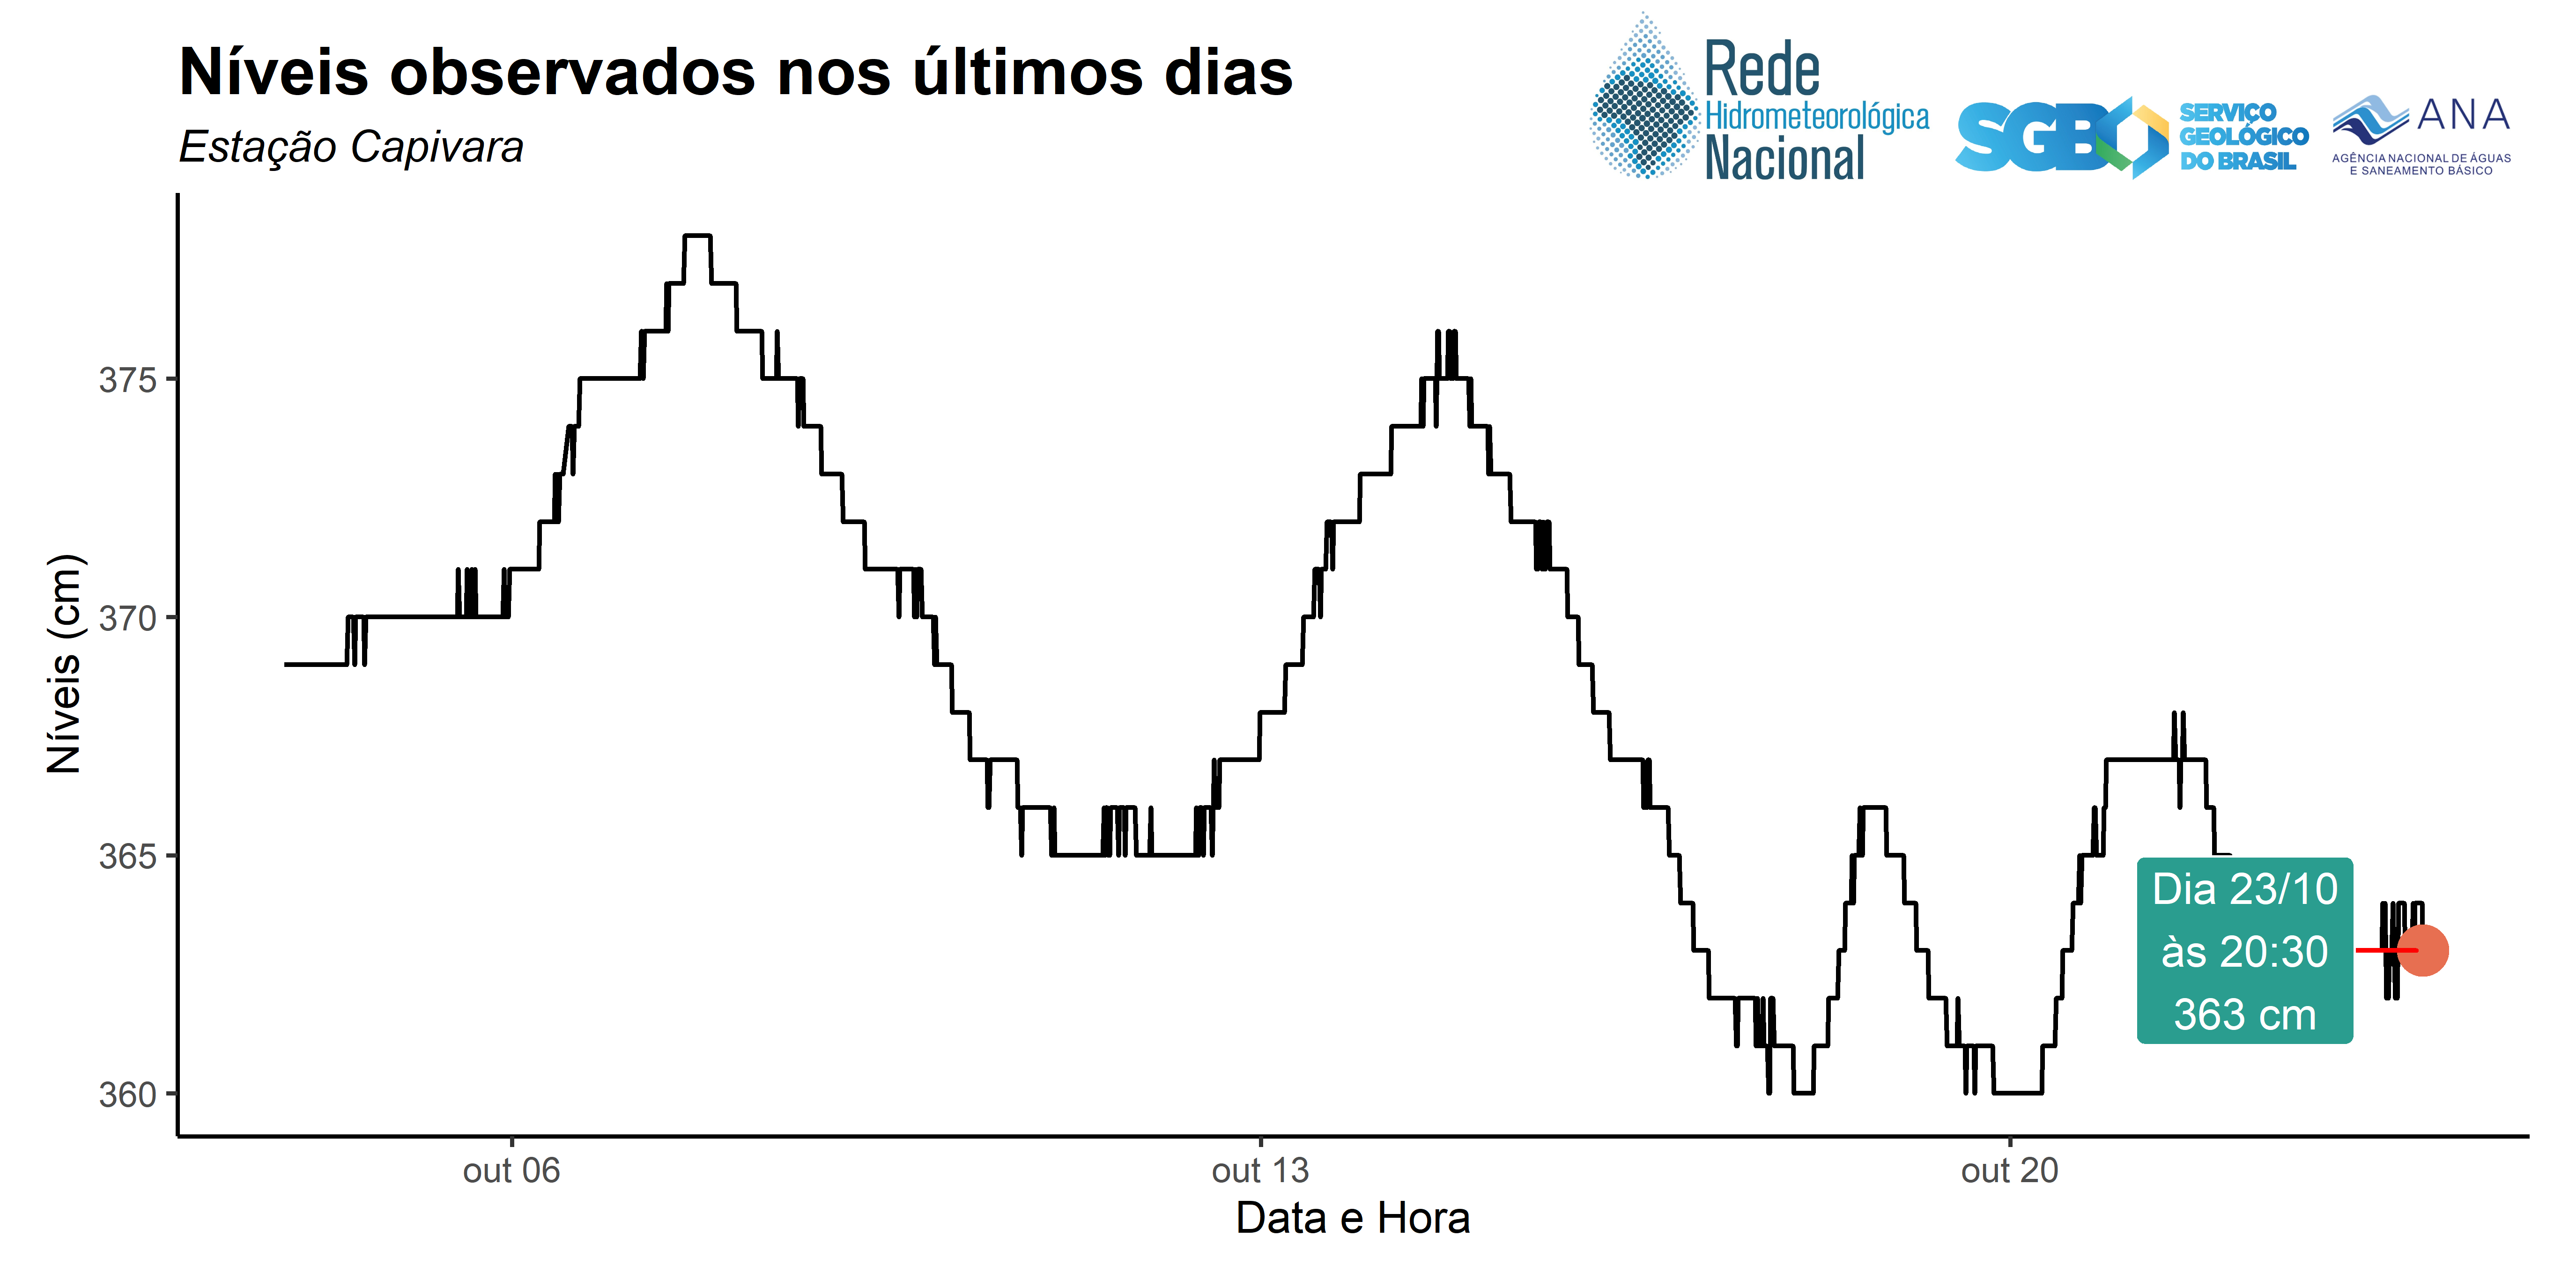 Níveis observados nos últimos dias
Estação Capivara
Rede
Hidrometeorológica
Nacional
SGB
SERVIÇO
GEOLÓGICO
DO BRASIL
ANA
AGÊNCIA NACIONAL DE ÁGUAS
E SANEAMENTO BÁSICO
Níveis (cm)
375
370
365
360
Dia 23/10
às 20:30
363 cm
out 06
out 13
out 20
Data e Hora